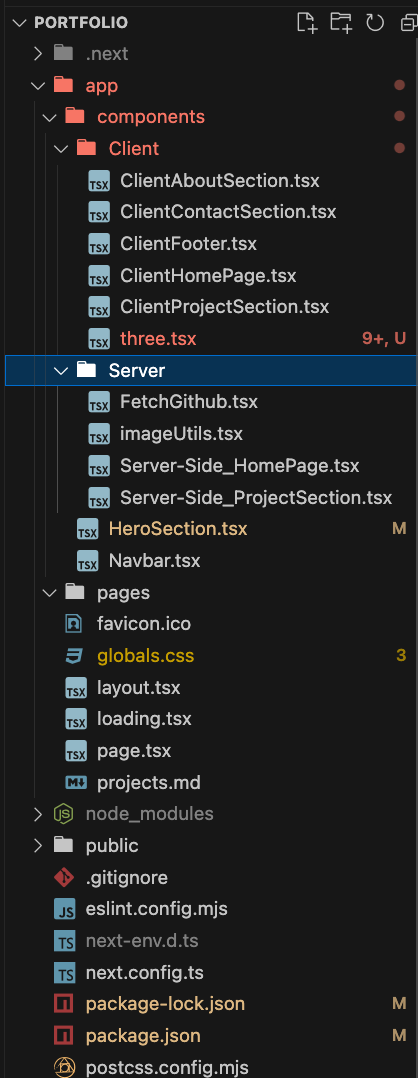 PORTFOLIO
.next
app
components
Client
TSX ClientAboutSection.tsx
TSX ClientContactSection.tsx
TSX ClientFooter.tsx
TSX ClientHomePage.tsx
TSX ClientProjectSection.tsx
TSX three.tsx 9+, U
Server
TSX FetchGithub.tsx
TSX imageUtils.tsx
TSX Server-Side_HomePage.tsx
TSX Server-Side_ProjectSection.tsx
TSX HeroSection.tsx M
TSX Navbar.tsx
pages
favicon.ico
globals.css 3
TSX layout.tsx
TSX loading.tsx
TSX page.tsx
projects.md
node_modules
public
.gitignore
JS eslint.config.mjs
TS next-env.d.ts
TS next.config.ts
package-lock.json M
package.json M
postcss.config.mjs